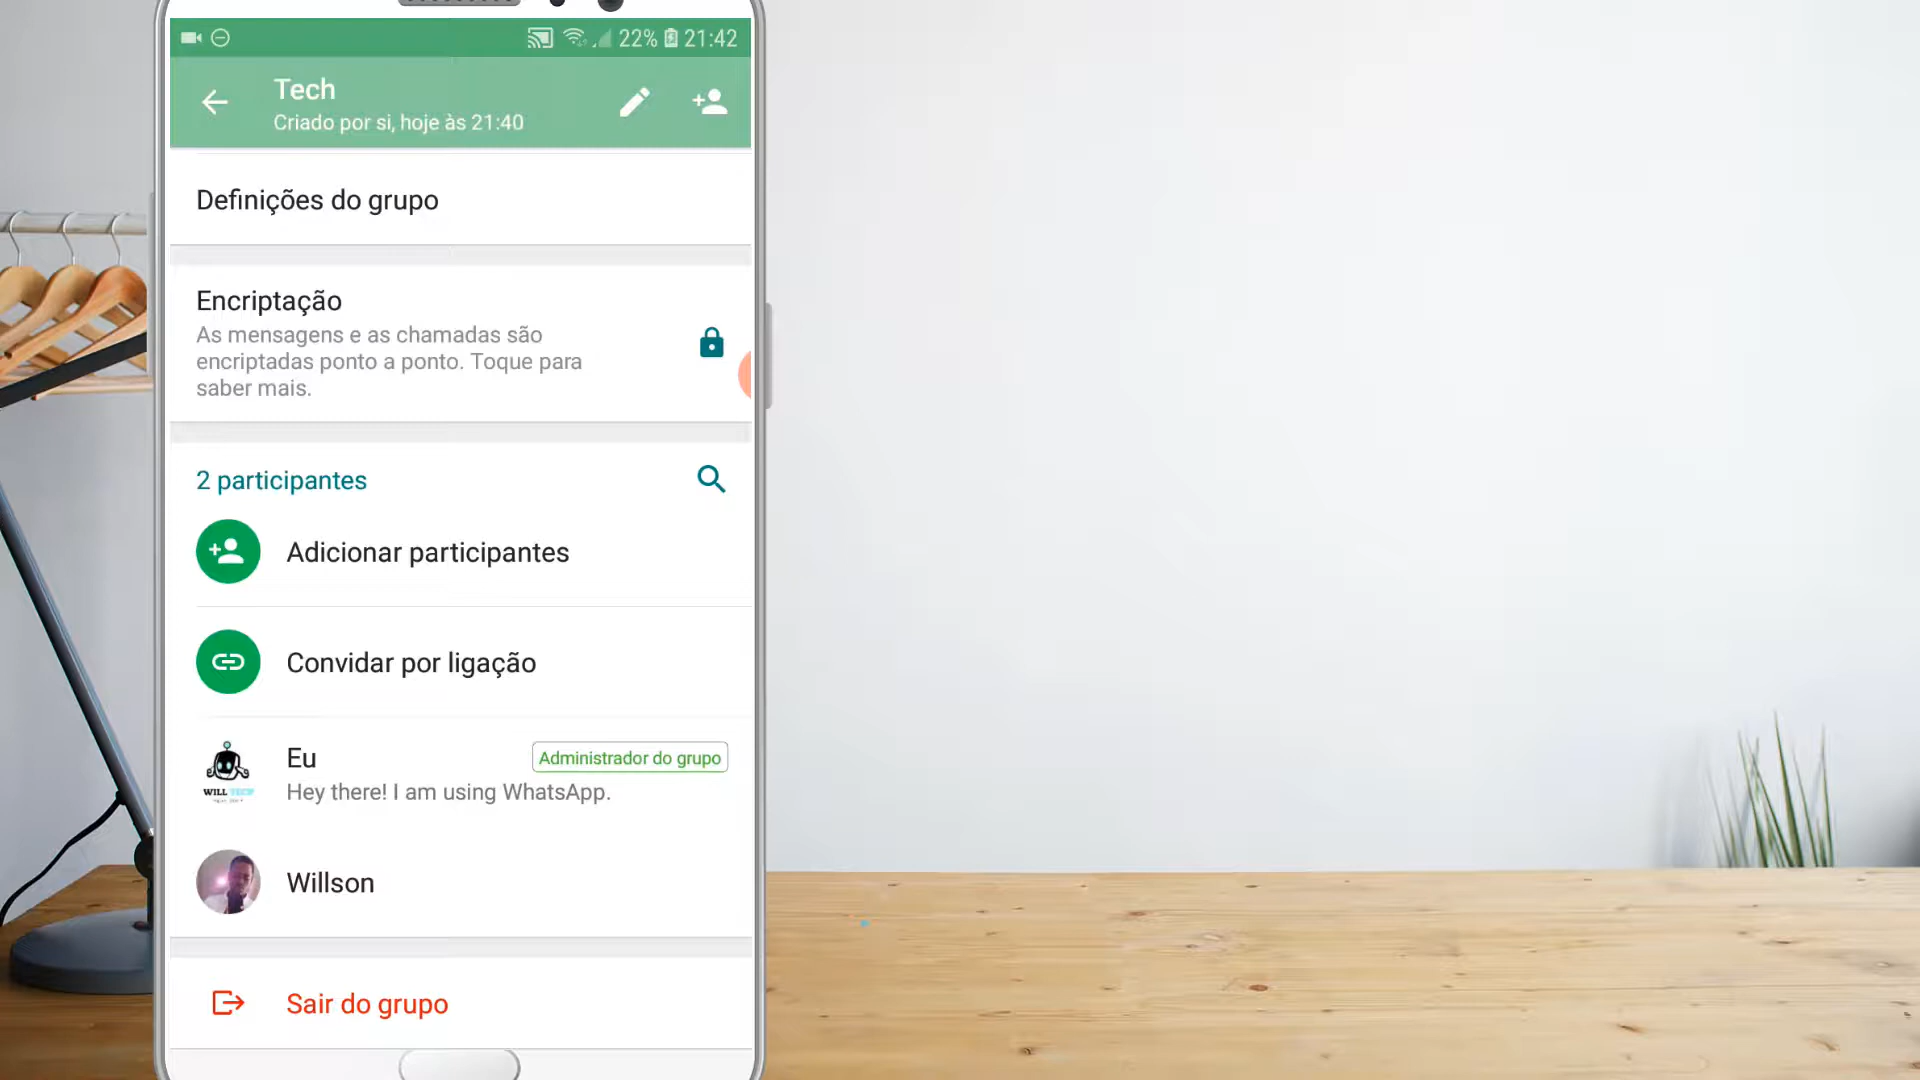 22% 21:42
Tech
Criado por si, hoje às 21:40
Definições do grupo
Encriptação
As mensagens e as chamadas são
encriptadas ponto a ponto. Toque para
saber mais.
2 participantes
Adicionar participantes
Convidar por ligação
Eu
Administrador do grupo
Hey there! I am using WhatsApp.
WILL TECH
Willson
Sair do grupo